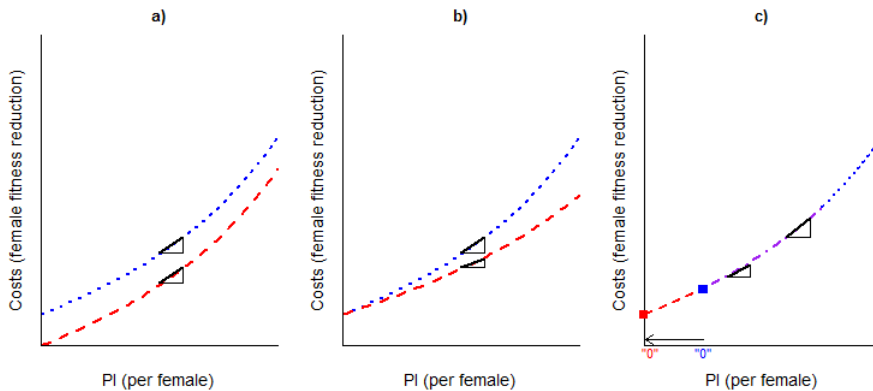 a)
Costs (female fitness reduction)
PI (per female)
b)
Costs (female fitness reduction)
PI (per female)
c)
Costs (female fitness reduction)
"0"
"0"
PI (per female)